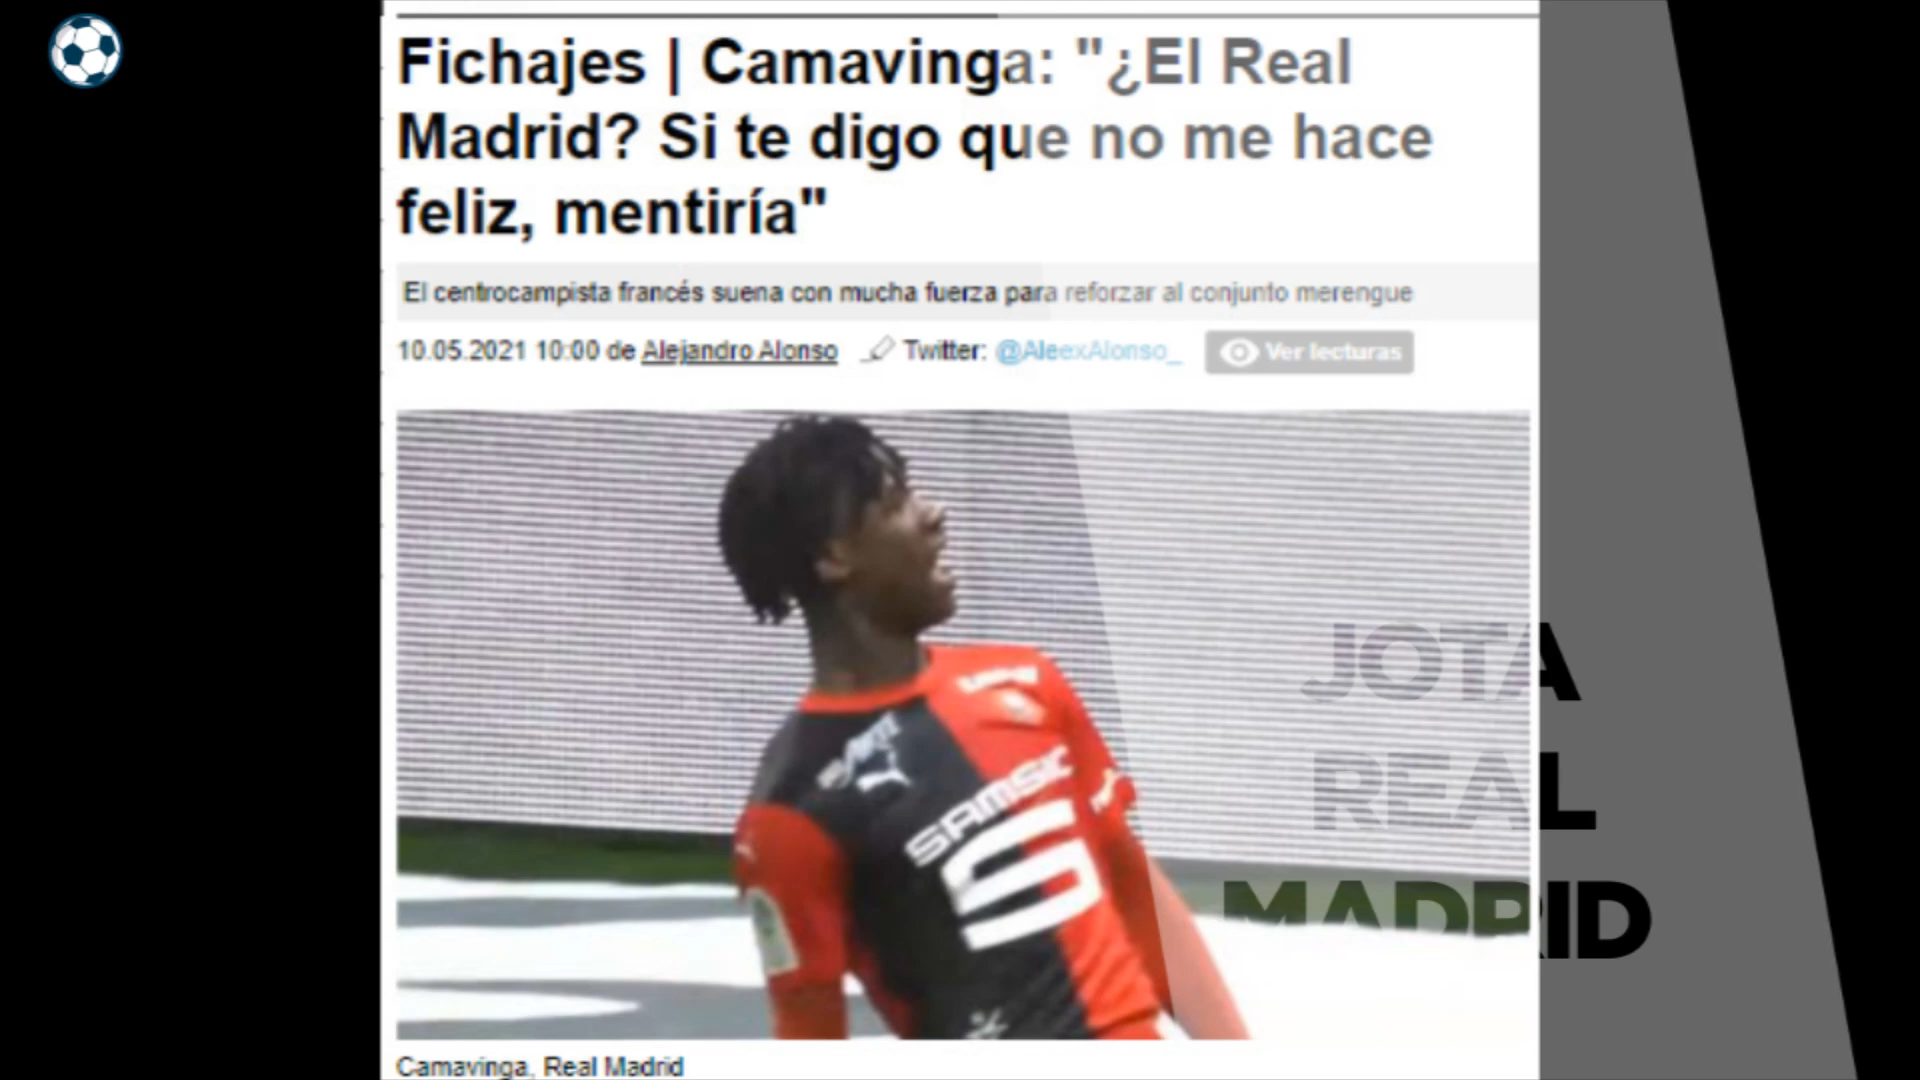 Fichajes | Camavinga: "¿El Real
Madrid? Si te digo que no me hace
feliz, mentiría"
El centrocampista francés suena con mucha fuerza para reforzar al conjunto merengue
10.05.2021 10:00 de Alejandro Alonso Twitter: @AleexAlonso_ Ver lecturas
SAMSIC
JOTA
REAL
MADRID
Camavinga, Real Madrid